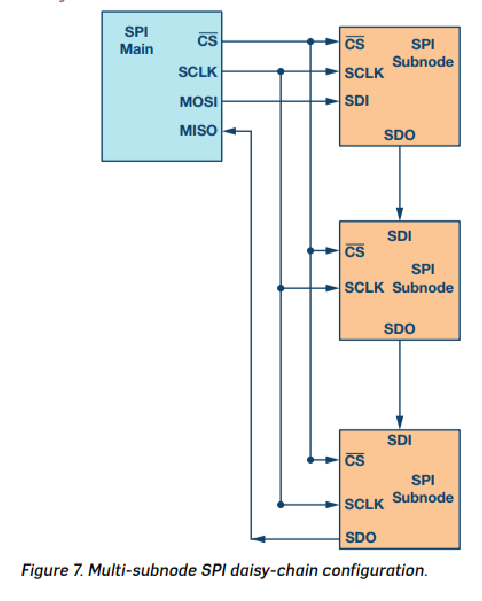 SPI
Main
CS
SCLK
MOSI
MISO
CS
SPI
Subnode
SCLK
SDI
SDO
SDI
CS
SPI
SCLK Subnode
SDO
SDI
CS
SPI
Subnode
SCLK
SDO
Figure 7. Multi-subnode SPI daisy-chain configuration.